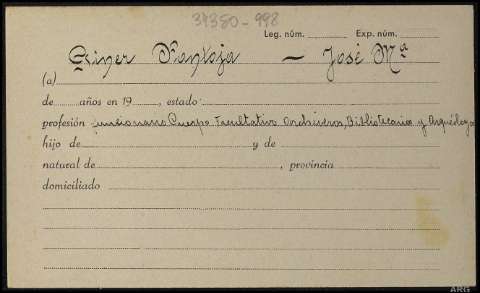 34380-998
Leg. núm. Exp. núm.
Giner Pantoja — José Mª
(a)
de años en 19 , estado:
profesión funcionario Cuerpo Facultativo Archiveros, Bibliotecarios y Arqueólogos
hijo de y de
natural de , provincia
domiciliado
ARG